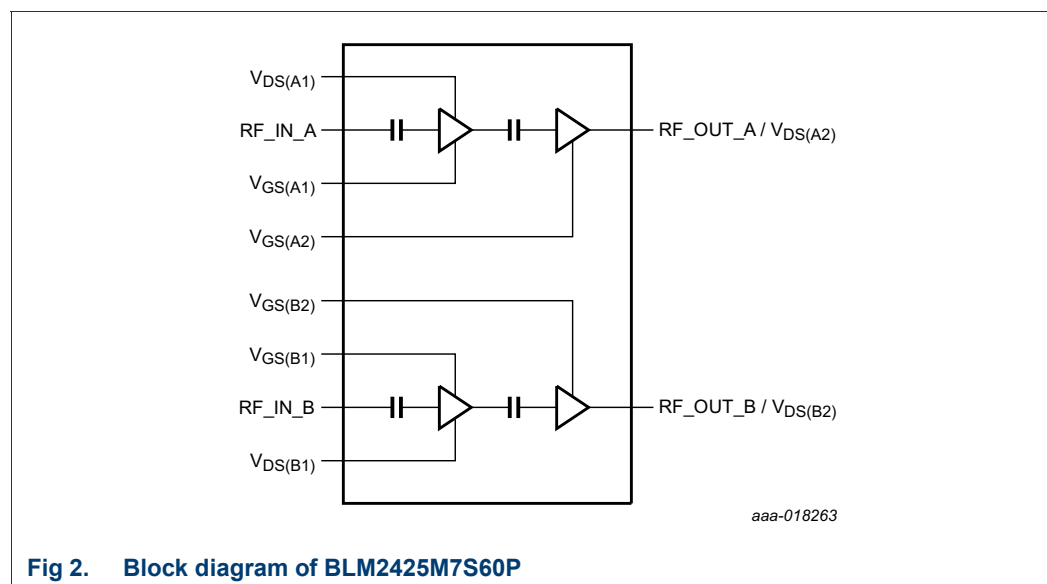 VDS(A1)
RF_IN_A
RF_OUT_A / VDS(A2)
VGS(A1)
VGS(A2)
VGS(B2)
VGS(B1)
RF_IN_B
RF_OUT_B / VDS(B2)
VDS(B1)
aaa-018263
Fig 2. Block diagram of BLM2425M7S60P